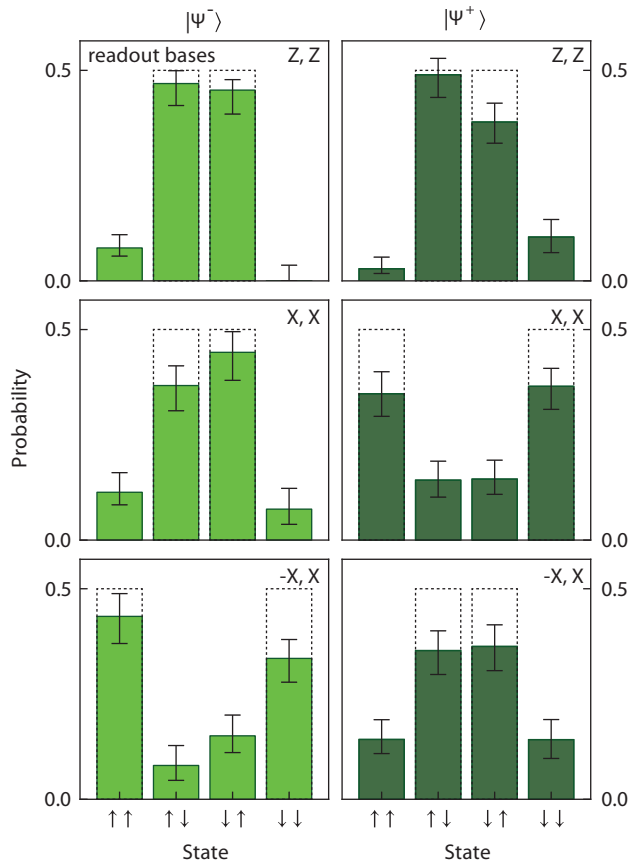 |Ψ⁻⟩ |Ψ⁺⟩
readout bases Z, Z Z, Z
0.5 0.5
0.0 0.0
X, X X, X
0.5 0.5
Probability
0.0 0.0
-X, X -X, X
0.5 0.5
0.0 0.0
↑↑ ↑↓ ↓↑ ↓↓ ↑↑ ↑↓ ↓↑ ↓↓
State State